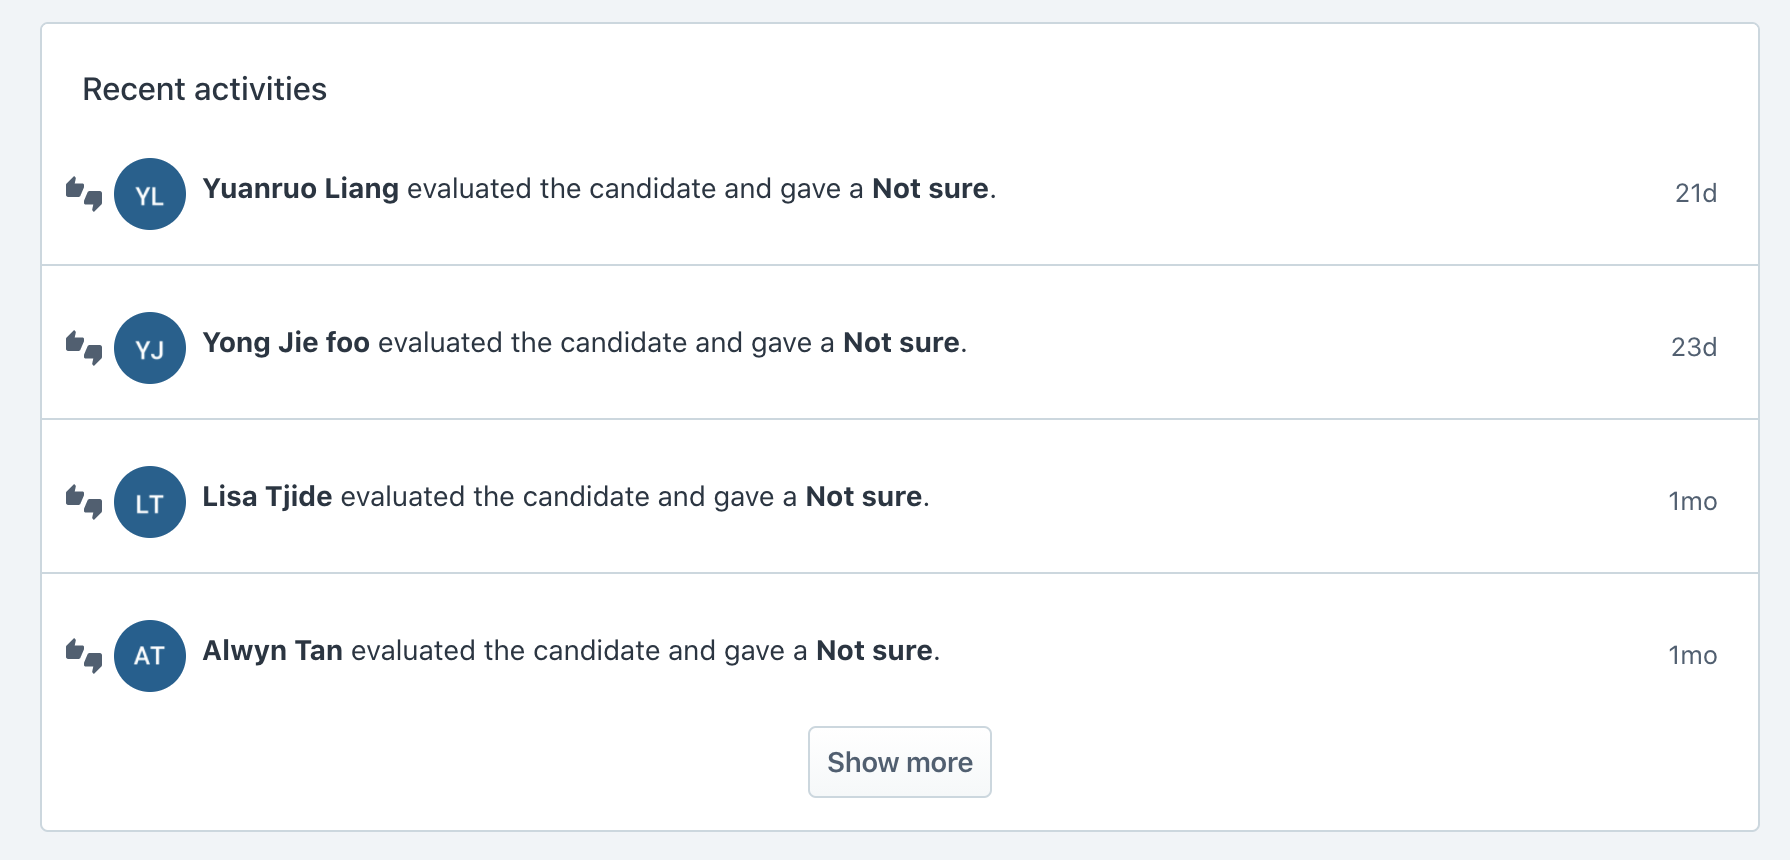 Recent activities
YL Yuanruo Liang evaluated the candidate and gave a Not sure. 21d
YJ Yong Jie foo evaluated the candidate and gave a Not sure. 23d
LT Lisa Tjide evaluated the candidate and gave a Not sure. 1mo
AT Alwyn Tan evaluated the candidate and gave a Not sure. 1mo
Show more